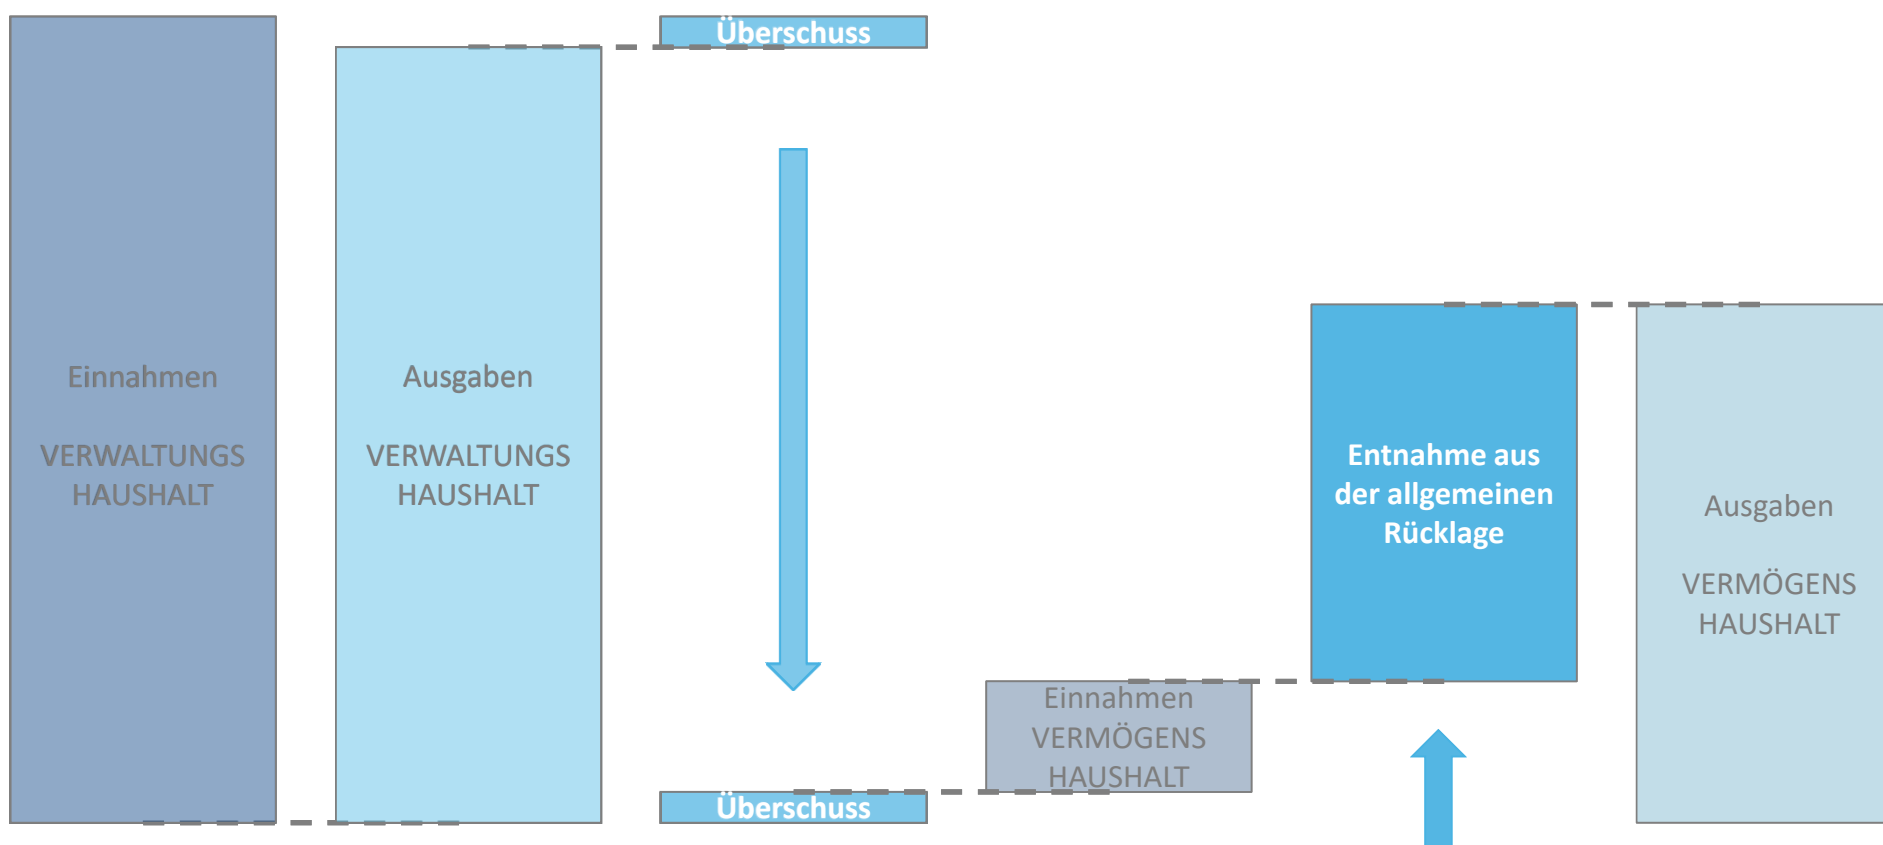 Einnahmen
VERWALTUNGS
HAUSHALT
Ausgaben
VERWALTUNGS
HAUSHALT
Überschuss
Überschuss
Einnahmen
VERMÖGENS
HAUSHALT
Entnahme aus
der allgemeinen
Rücklage
Ausgaben
VERMÖGENS
HAUSHALT